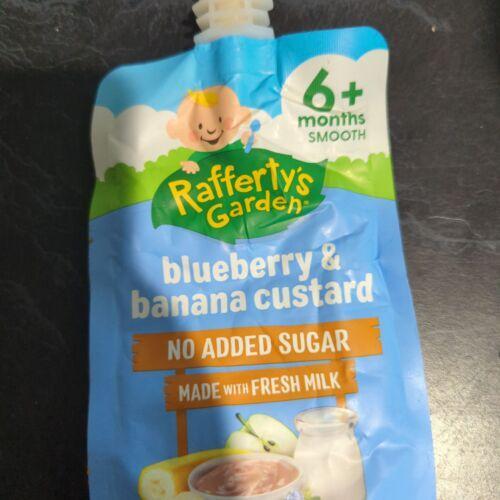 6+
months
SMOOTH
Rafferty's
Garden
blueberry &
banana custard
NO ADDED SUGAR
MADE WITH FRESH MILK